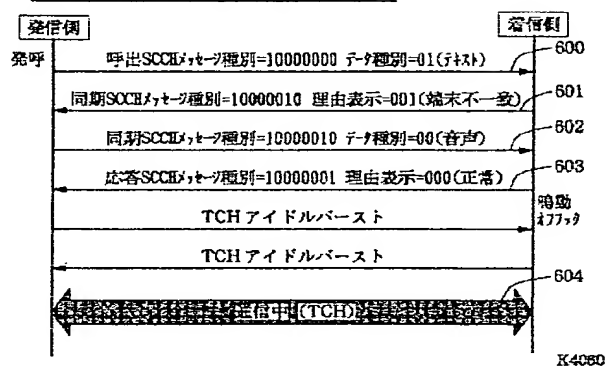 発信側
着信側
発呼
呼出SCCHメッセージ種別=10000000 データ種別=01(テキスト)
600
同期SCCHメッセージ種別=10000010 理由表示=001(端末不一致)
601
同期SCCHメッセージ種別=10000010 データ種別=00(音声)
602
応答SCCHメッセージ種別=10000001 理由表示=000(正常)
603
鳴動
オフフック
TCH アイドルバースト
TCH アイドルバースト
604
信中 (TCH)
K4060